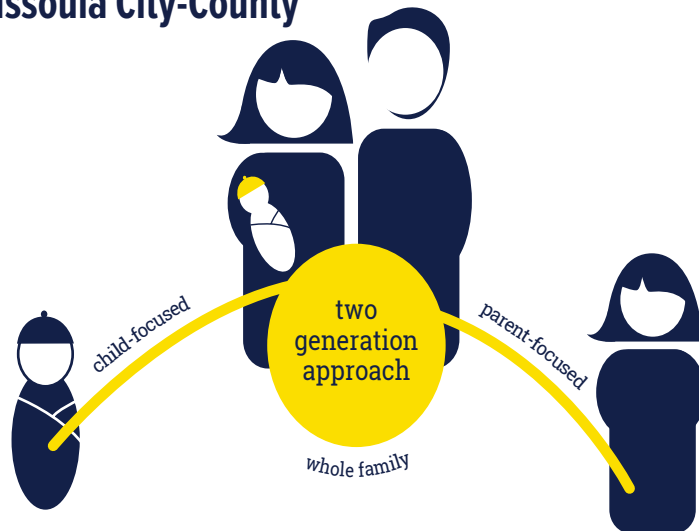 issoula City-County
child-focused
two
generation
approach
parent-focused
whole family